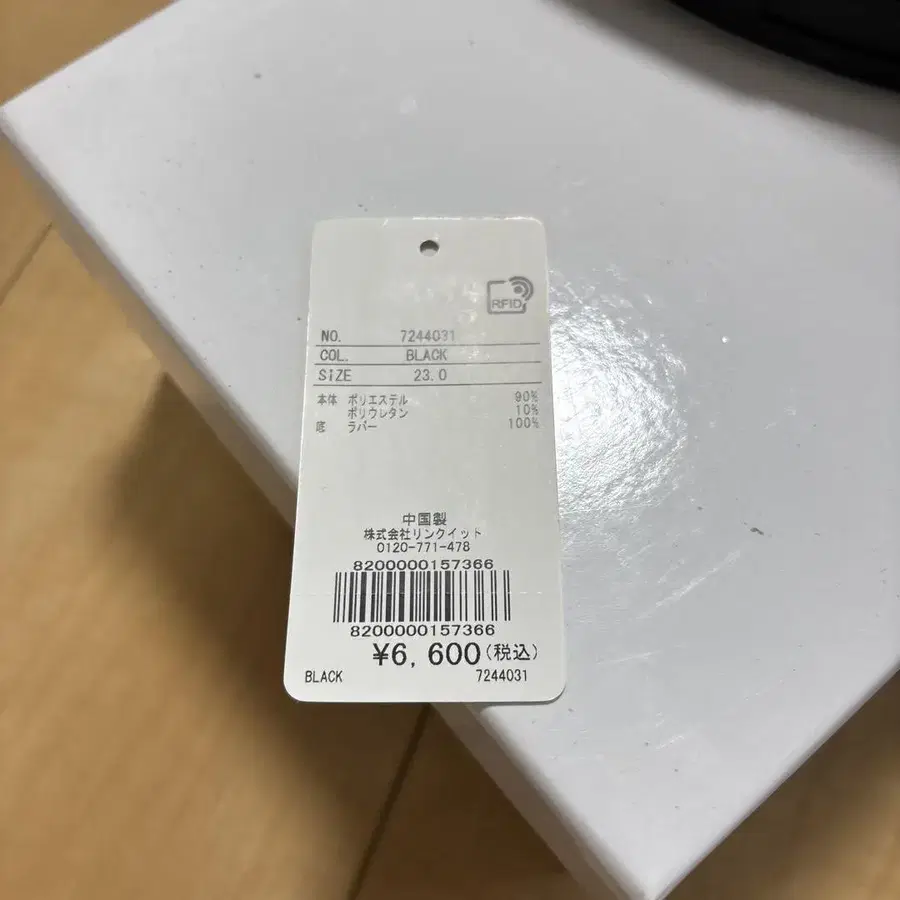 RFID
NO. 7244031
COL. BLACK
SIZE 23.0
本体 ポリエステル 90%
ポリウレタン 10%
底 ラバー 100%
中国製
株式会社リンクイット
0120-771-478
8200000157366
8200000157366
¥6,600(税込)
BLACK 7244031